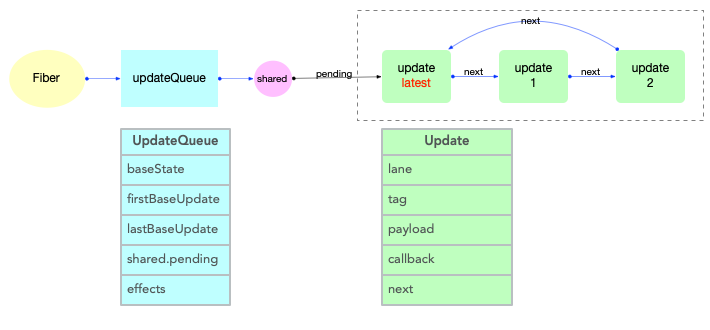 next
Fiber
updateQueue
shared
pending
update
latest
next
update
1
next
update
2
UpdateQueue
baseState
firstBaseUpdate
lastBaseUpdate
shared.pending
effects
Update
lane
tag
payload
callback
next